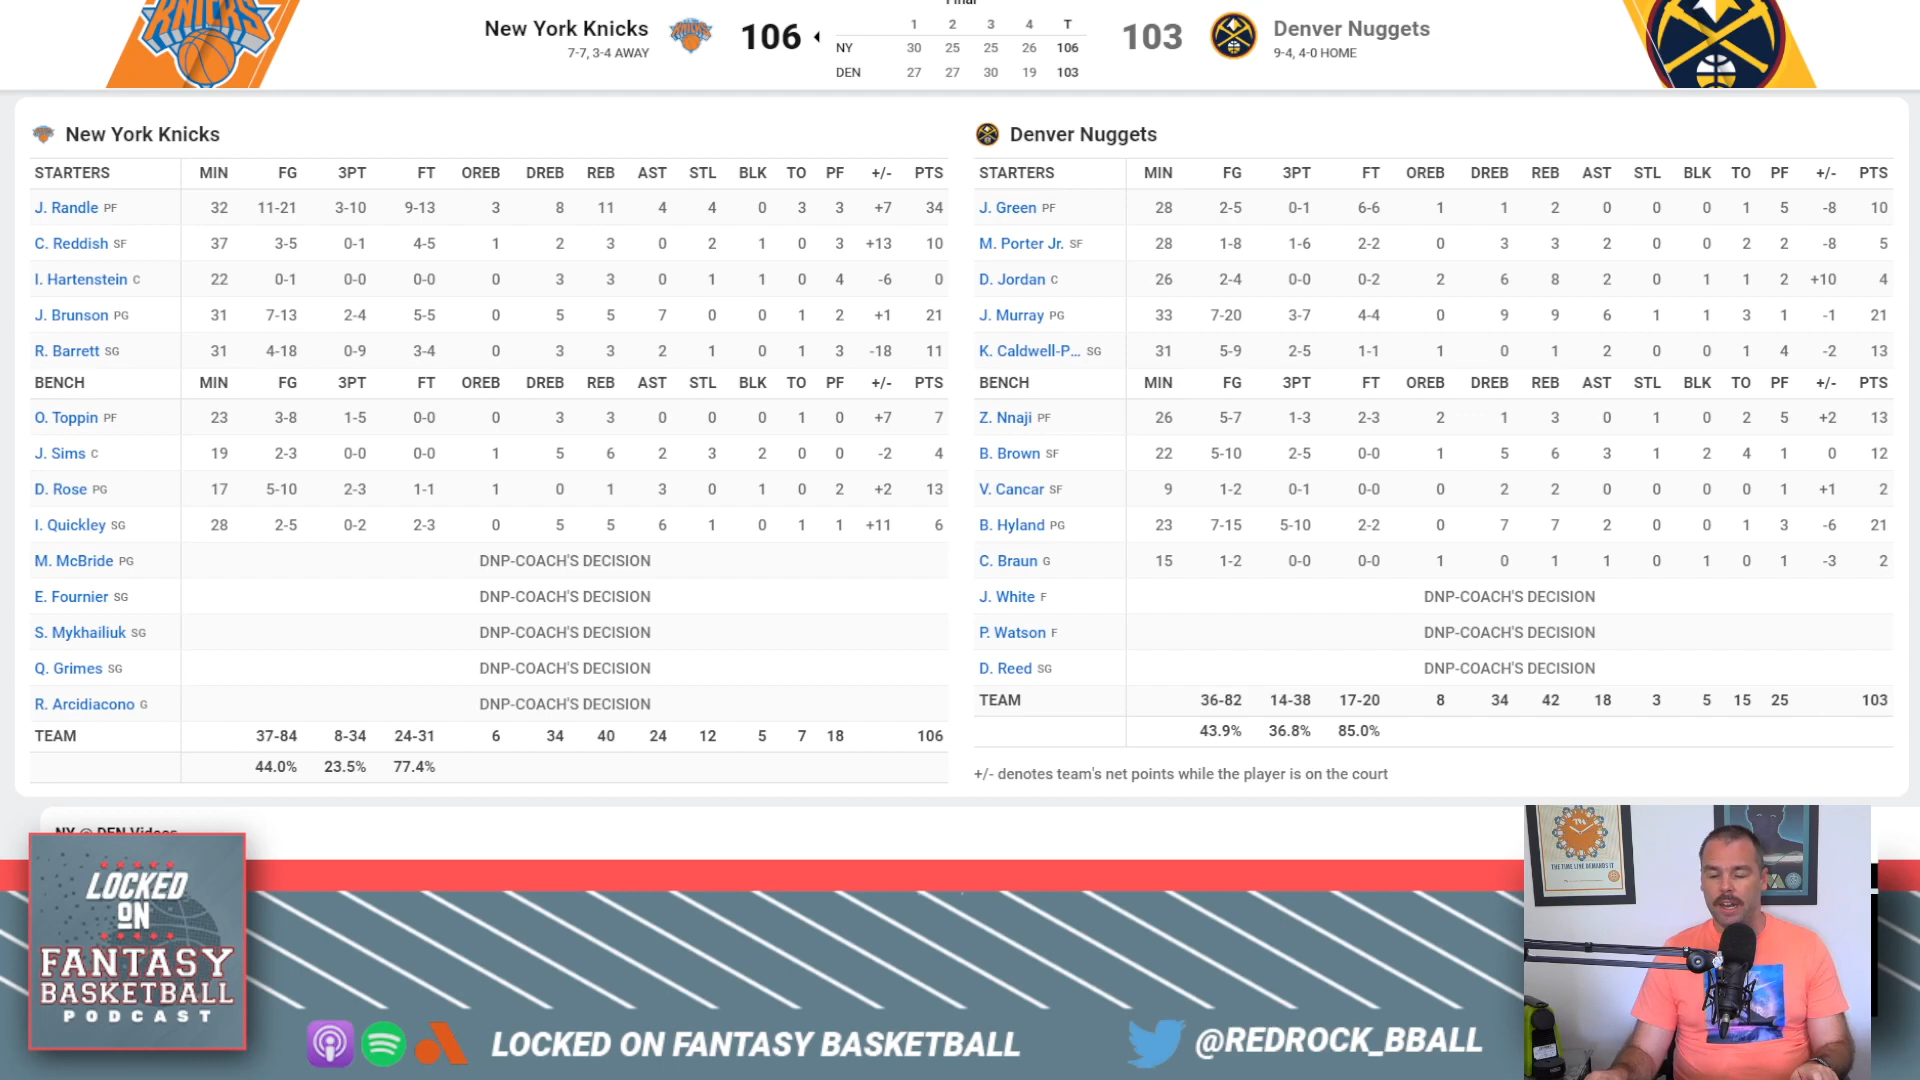 KNICKS
Final
New York Knicks
7-7, 3-4 AWAY
106
1 2 3 4 T
NY 30 25 25 26 106
DEN 27 27 30 19 103
103
Denver Nuggets
9-4, 4-0 HOME
New York Knicks
STARTERS MIN FG 3PT FT OREB DREB REB AST STL BLK TO PF +/- PTS
J. Randle PF 32 11-21 3-10 9-13 3 8 11 4 4 0 3 3 +7 34
C. Reddish SF 37 3-5 0-1 4-5 1 2 3 0 2 1 0 3 +13 10
I. Hartenstein C 22 0-1 0-0 0-0 0 3 3 0 1 1 0 4 -6 0
J. Brunson PG 31 7-13 2-4 5-5 0 5 5 7 0 0 1 2 +1 21
R. Barrett SG 31 4-18 0-9 3-4 0 3 3 2 1 0 1 3 -18 11
BENCH MIN FG 3PT FT OREB DREB REB AST STL BLK TO PF +/- PTS
O. Toppin PF 23 3-8 1-5 0-0 0 3 3 0 0 0 1 0 +7 7
J. Sims C 19 2-3 0-0 0-0 1 5 6 2 3 2 0 0 -2 4
D. Rose PG 17 5-10 2-3 1-1 1 0 1 3 0 1 0 2 +2 13
I. Quickley SG 28 2-5 0-2 2-3 0 5 5 6 1 0 1 1 +11 6
M. McBride PG DNP-COACH'S DECISION
E. Fournier SG DNP-COACH'S DECISION
S. Mykhailiuk SG DNP-COACH'S DECISION
Q. Grimes SG DNP-COACH'S DECISION
R. Arcidiacono G DNP-COACH'S DECISION
TEAM 37-84 8-34 24-31 6 34 40 24 12 5 7 18 106
44.0% 23.5% 77.4%
Denver Nuggets
STARTERS MIN FG 3PT FT OREB DREB REB AST STL BLK TO PF +/- PTS
J. Green PF 28 2-5 0-1 6-6 1 1 2 0 0 0 1 5 -8 10
M. Porter Jr. SF 28 1-8 1-6 2-2 0 3 3 2 0 0 2 2 -8 5
D. Jordan C 26 2-4 0-0 0-2 2 6 8 2 0 1 1 2 +10 4
J. Murray PG 33 7-20 3-7 4-4 0 9 9 6 1 1 3 1 -1 21
K. Caldwell-P... SG 31 5-9 2-5 1-1 1 0 1 2 0 0 1 4 -2 13
BENCH MIN FG 3PT FT OREB DREB REB AST STL BLK TO PF +/- PTS
Z. Nnaji PF 26 5-7 1-3 2-3 2 1 3 0 1 0 2 5 +2 13
B. Brown SF 22 5-10 2-5 0-0 1 5 6 3 1 2 4 1 0 12
V. Cancar SF 9 1-2 0-1 0-0 0 2 2 0 0 0 0 1 +1 2
B. Hyland PG 23 7-15 5-10 2-2 0 7 7 2 0 0 1 3 -6 21
C. Braun G 15 1-2 0-0 0-0 1 0 1 1 0 1 0 1 -3 2
J. White F DNP-COACH'S DECISION
P. Watson F DNP-COACH'S DECISION
D. Reed SG DNP-COACH'S DECISION
TEAM 36-82 14-38 17-20 8 34 42 18 3 5 15 25 103
43.9% 36.8% 85.0%
+/- denotes team's net points while the player is on the court
NY @ DEN Videos
LOCKED
ON
FANTASY
BASKETBALL
PODCAST
LOCKED ON FANTASY BASKETBALL
@REDROCK_BBALL
THE TIME LINE DEMANDS IT